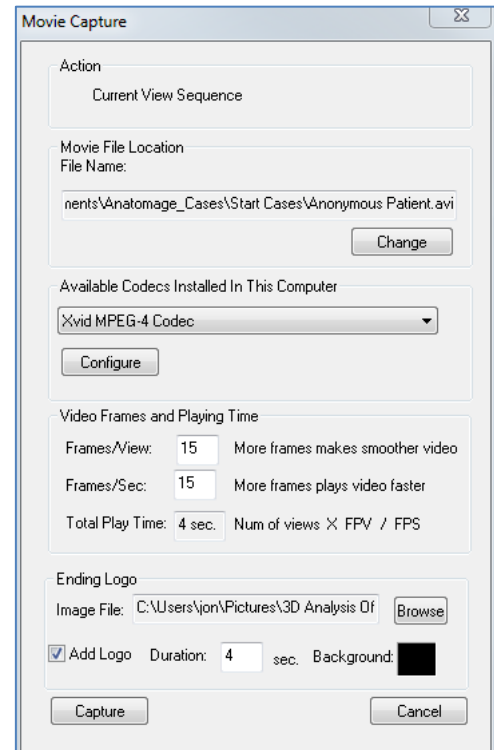 Movie Capture
Action
Current View Sequence
Movie File Location
File Name:
nents\Anatomage_Cases\Start Cases\Anonymous Patient.avi
Change
Available Codecs Installed In This Computer
Xvid MPEG-4 Codec
Configure
Video Frames and Playing Time
Frames/View: 15 More frames makes smoother video
Frames/Sec: 15 More frames plays video faster
Total Play Time: 4 sec. Num of views X FPV / FPS
Ending Logo
Image File: C:\Users\jon\Pictures\3D Analysis Of Browse
Add Logo Duration: 4 sec. Background:
Capture Cancel